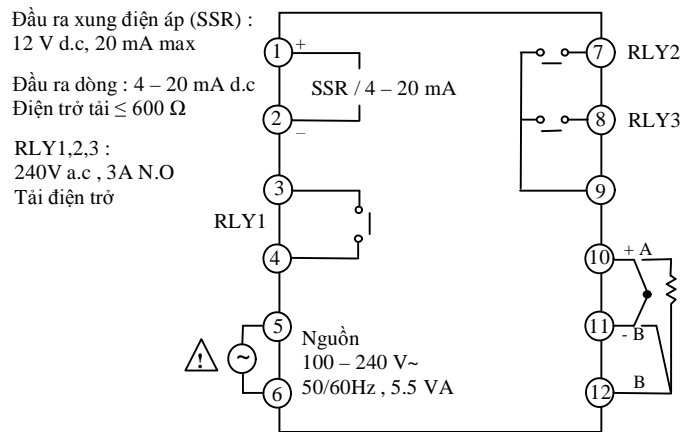 Đầu ra xung điện áp (SSR) :
12 V d.c, 20 mA max
Đầu ra dòng : 4 – 20 mA d.c
Điện trở tải ≤ 600 Ω
RLY1,2,3 :
240V a.c , 3A N.O
Tải điện trở
1 +
SSR / 4 – 20 mA
2 –
3
RLY1
4
5
~
!
6
Nguồn
100 – 240 V~
50/60Hz , 5.5 VA
7 RLY2
8 RLY3
9
10 + A
11 - B
12 B